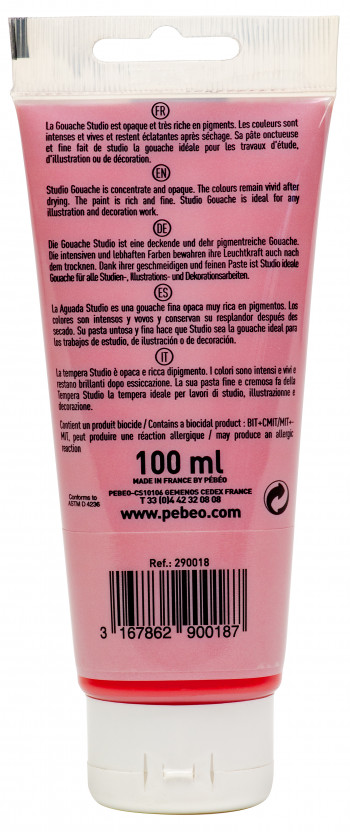 FR
La Gouache Studio est opaque et très riche en pigments. Les couleurs sont
intenses et vives et restent éclatantes après séchage. Sa pâte onctueuse
et fine fait de studio la gouache idéale pour les travaux d'étude,
d'illustration ou de décoration.
EN
Studio Gouache is concentrate and opaque. The colours remain vivid after
drying. The paint is rich and fine. Studio Gouache is ideal for any
illustration and decoration work.
DE
Die Gouache Studio ist eine deckende und dehr pigmentreiche Gouache.
Die intensiven und lebhaften Farben bewahren ihre Leuchtkraft auch nach
dem trocknen. Dank ihrer geschmeidigen und feinen Paste ist Studio ideale
Gouache für alle Studien-, Illustrations- und Dekorationsarbeiten.
ES
La Aguada Studio es una gouache fina opaca muy rica en pigmentos. Los
colores son intensos y vovos y conservan su resplandor después des
secado. Su pasta untosa y fina hace que Studio sea la gouache ideal para
los trabajos de estudio, de ilustración o de decoración.
IT
La tempera Studio è opaca e ricca dipigmento. I colori sono intensi e vivi e
restano brillanti dopo essiccazione. La sua pasta fine e cremosa fa della
Tempera Studio la tempera ideale per lavori di studio, illustrazionne e
decorazione.
Contient un produit biocide / Contains a biocidal product : BIT+CMIT/MIT+-
MIT, peut produire une réaction allergique / may produce an allergic
reaction
100 ml
MADE IN FRANCE BY PÉBÉO
Conforms to
ASTM D 4236
PEBEO-CS10106 GEMENOS CEDEX FRANCE
T 33 (0)4 42 32 08 08
www.pebeo.com
Ref.: 290018
3 167862 900187